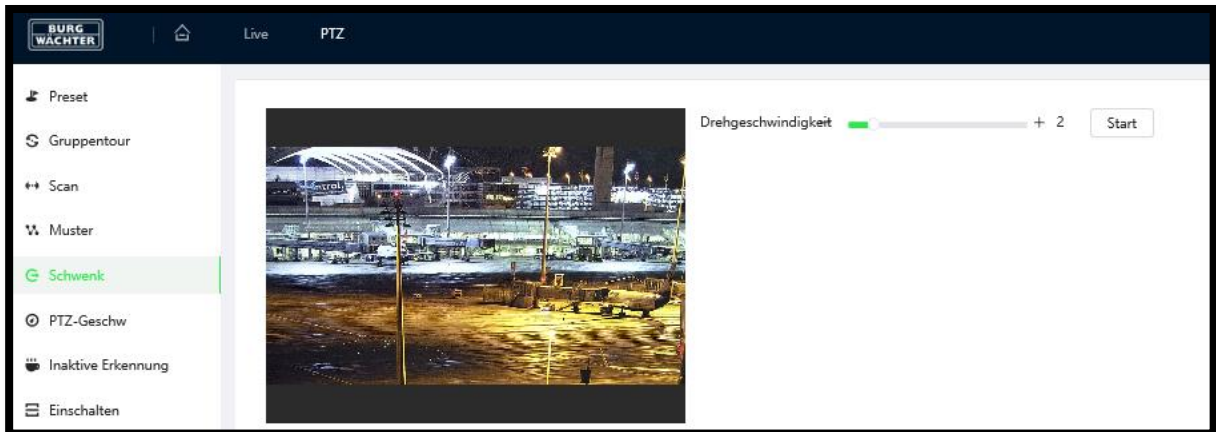 BURG
WÄCHTER
Live PTZ
Preset
Gruppentour
Scan
Muster
Schwenk
PTZ-Geschw
Inaktive Erkennung
Einschalten
Drehgeschwindigkeit + 2 Start